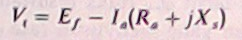 V_t = E_f − I_a(R_a + jX_s)